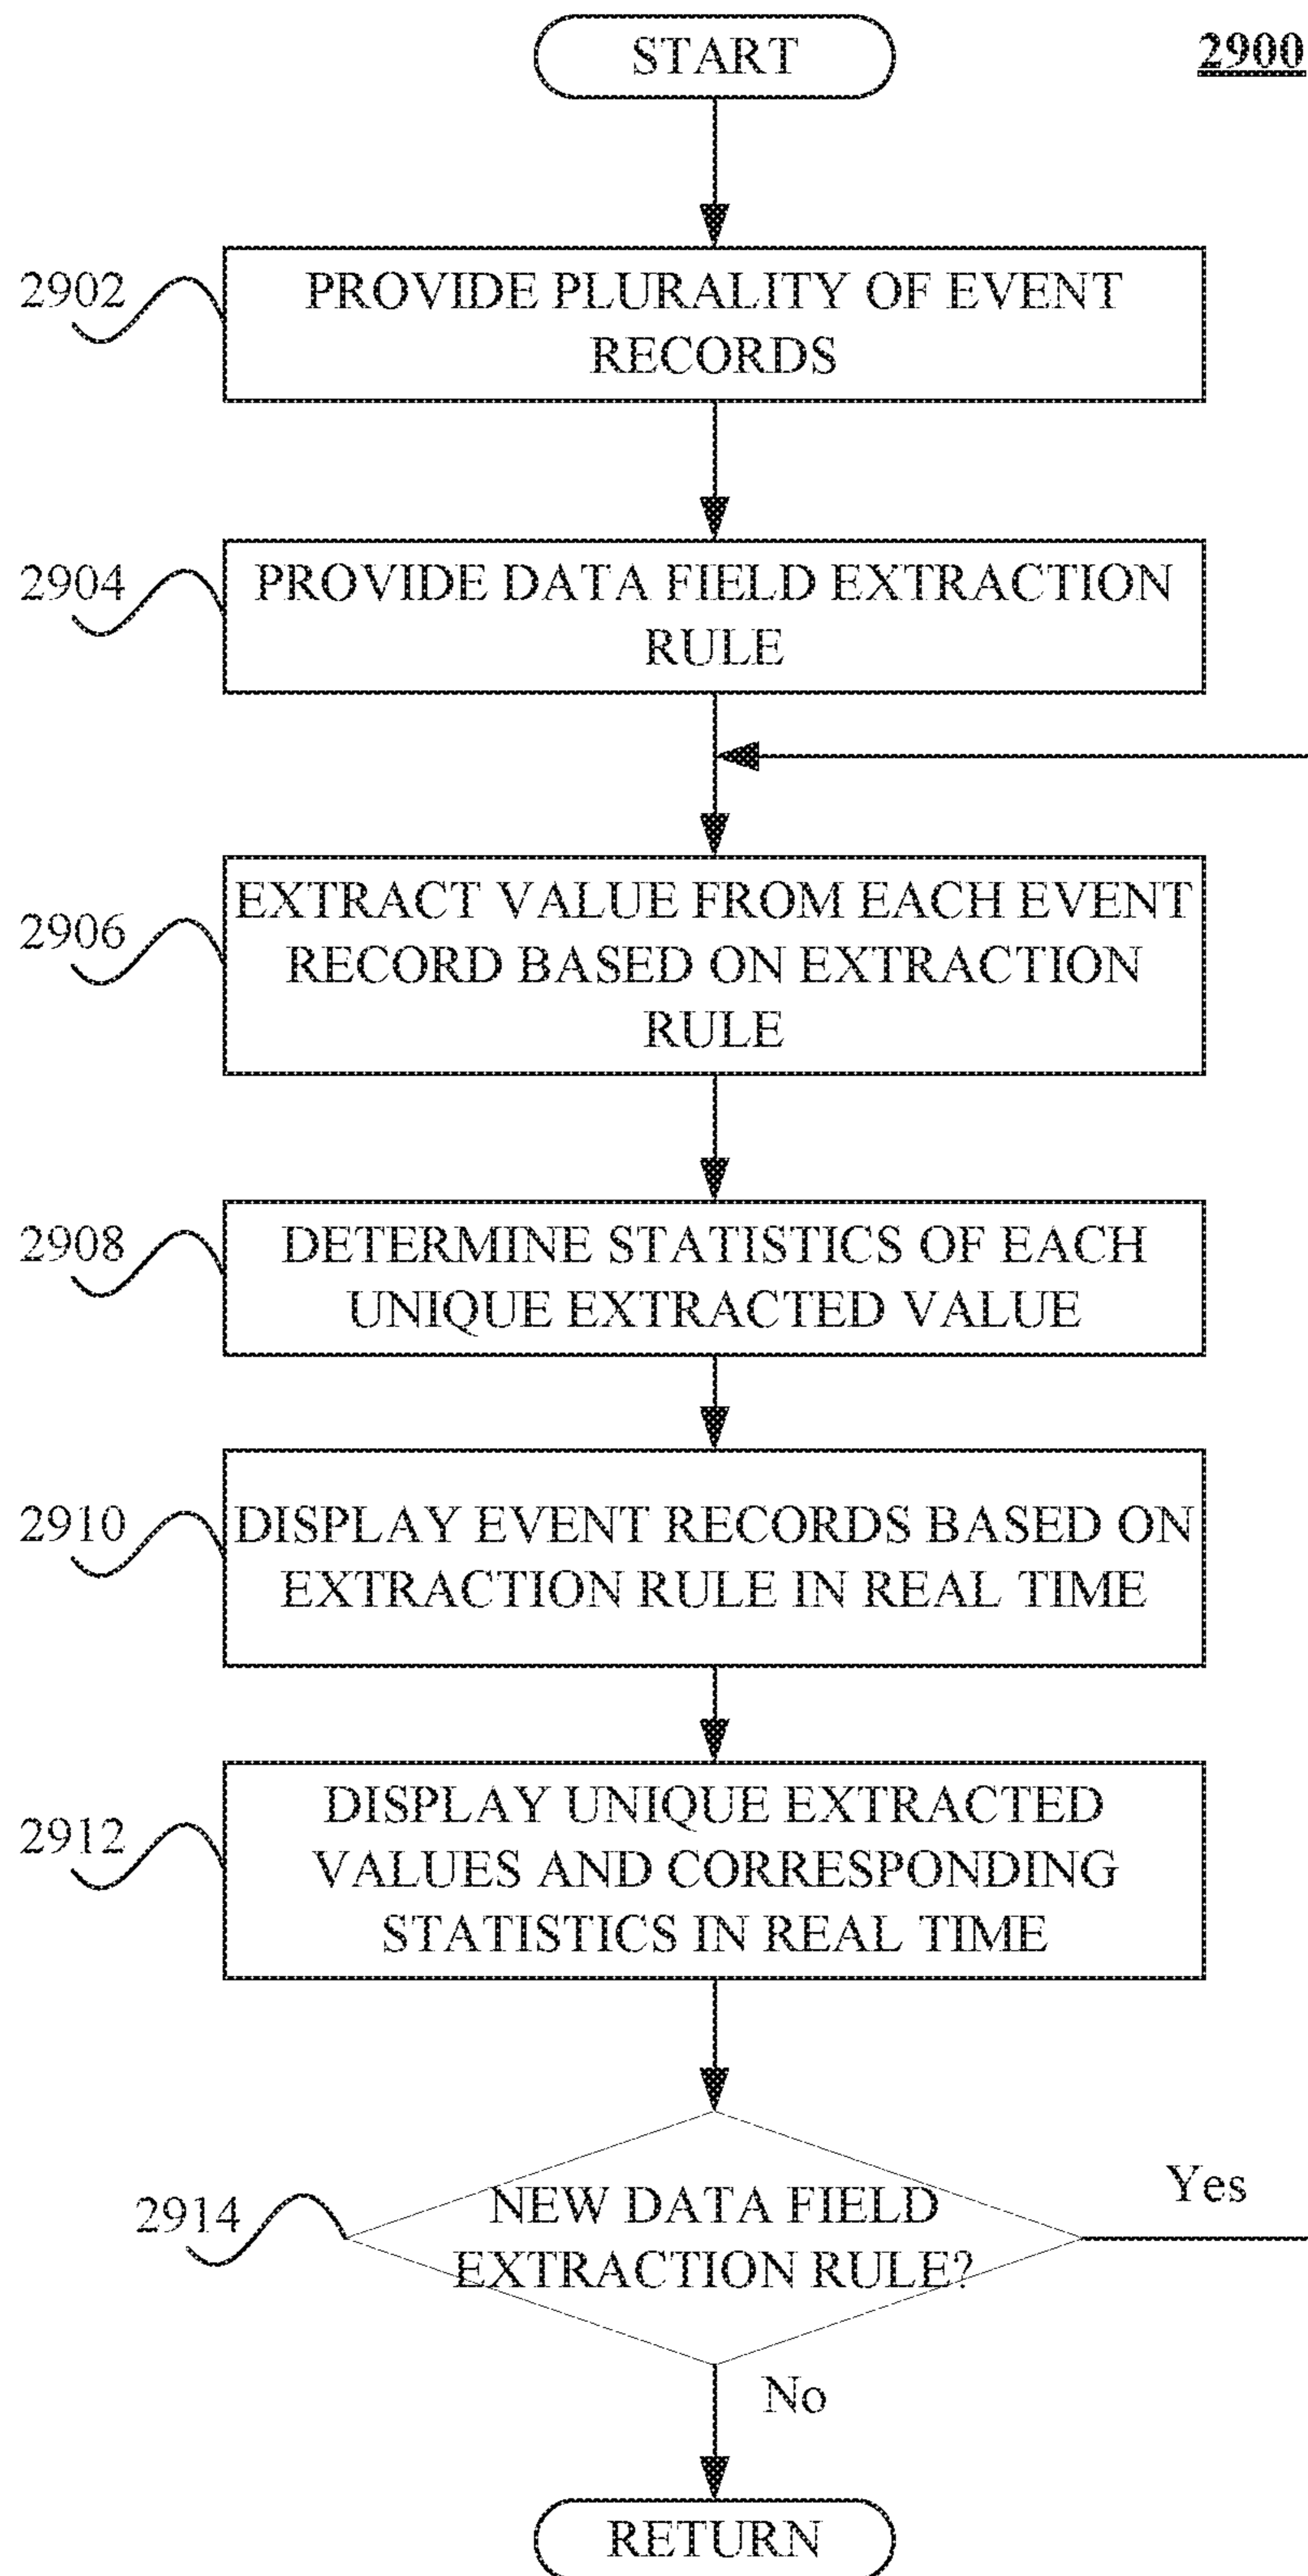 START
2900
2902
PROVIDE PLURALITY OF EVENT
RECORDS
2904
PROVIDE DATA FIELD EXTRACTION
RULE
2906
EXTRACT VALUE FROM EACH EVENT
RECORD BASED ON EXTRACTION
RULE
2908
DETERMINE STATISTICS OF EACH
UNIQUE EXTRACTED VALUE
2910
DISPLAY EVENT RECORDS BASED ON
EXTRACTION RULE IN REAL TIME
2912
DISPLAY UNIQUE EXTRACTED
VALUES AND CORRESPONDING
STATISTICS IN REAL TIME
2914
NEW DATA FIELD
EXTRACTION RULE?
Yes
No
RETURN